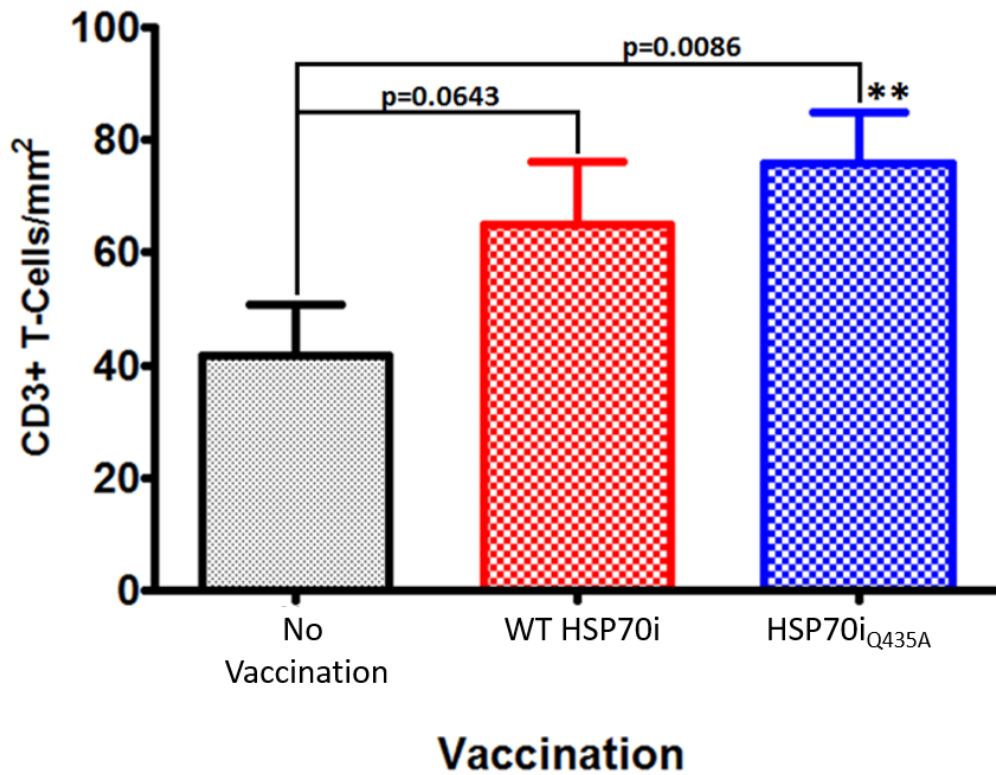 100
80
60
40
20
0
CD3+ T-Cells/mm²
p=0.0086
p=0.0643
**
No
Vaccination
WT HSP70i
HSP70iQ435A
Vaccination